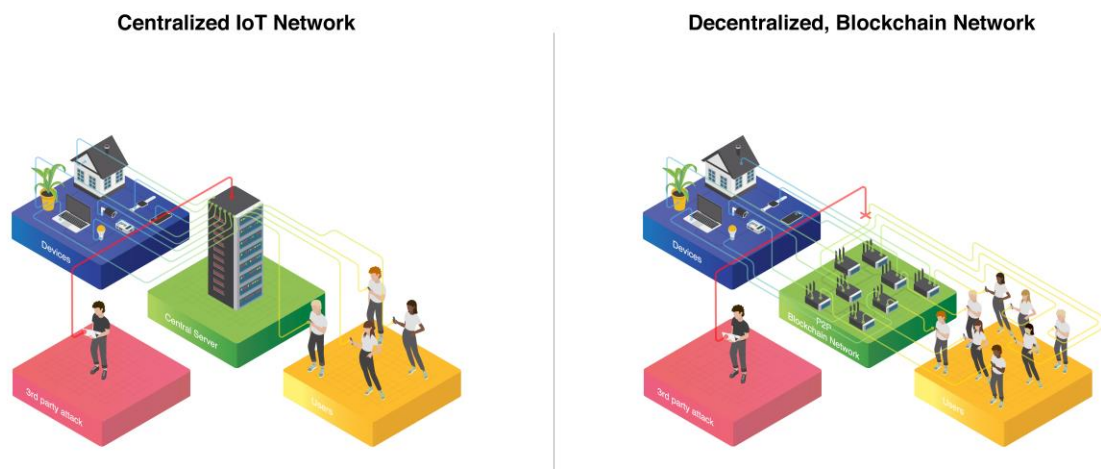 Centralized IoT Network
Decentralized, Blockchain Network
Devices
Central Server
3rd party attack
Users
Devices
P2P
Blockchain Network
3rd party attack
Users